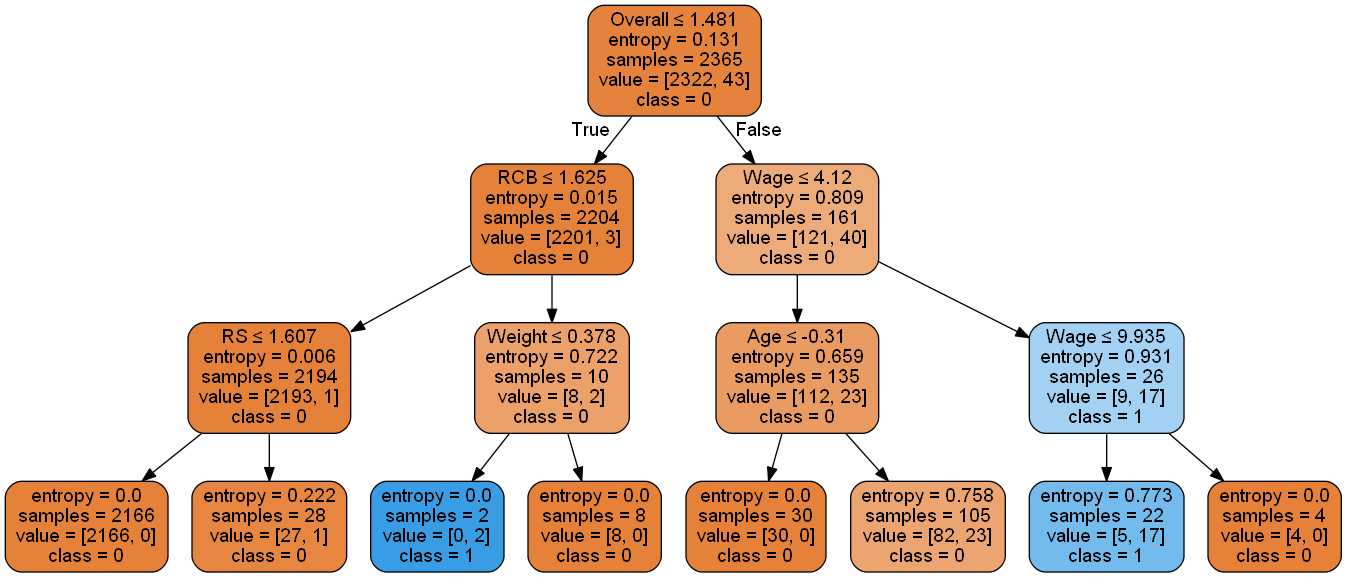 Overall ≤ 1.481
entropy = 0.131
samples = 2365
value = [2322, 43]
class = 0
True
False
RCB ≤ 1.625
entropy = 0.015
samples = 2204
value = [2201, 3]
class = 0
Wage ≤ 4.12
entropy = 0.809
samples = 161
value = [121, 40]
class = 0
RS ≤ 1.607
entropy = 0.006
samples = 2194
value = [2193, 1]
class = 0
Weight ≤ 0.378
entropy = 0.722
samples = 10
value = [8, 2]
class = 0
Age ≤ -0.31
entropy = 0.659
samples = 135
value = [112, 23]
class = 0
Wage ≤ 9.935
entropy = 0.931
samples = 26
value = [9, 17]
class = 1
entropy = 0.0
samples = 2166
value = [2166, 0]
class = 0
entropy = 0.222
samples = 28
value = [27, 1]
class = 0
entropy = 0.0
samples = 2
value = [0, 2]
class = 1
entropy = 0.0
samples = 8
value = [8, 0]
class = 0
entropy = 0.0
samples = 30
value = [30, 0]
class = 0
entropy = 0.758
samples = 105
value = [82, 23]
class = 0
entropy = 0.773
samples = 22
value = [5, 17]
class = 1
entropy = 0.0
samples = 4
value = [4, 0]
class = 0